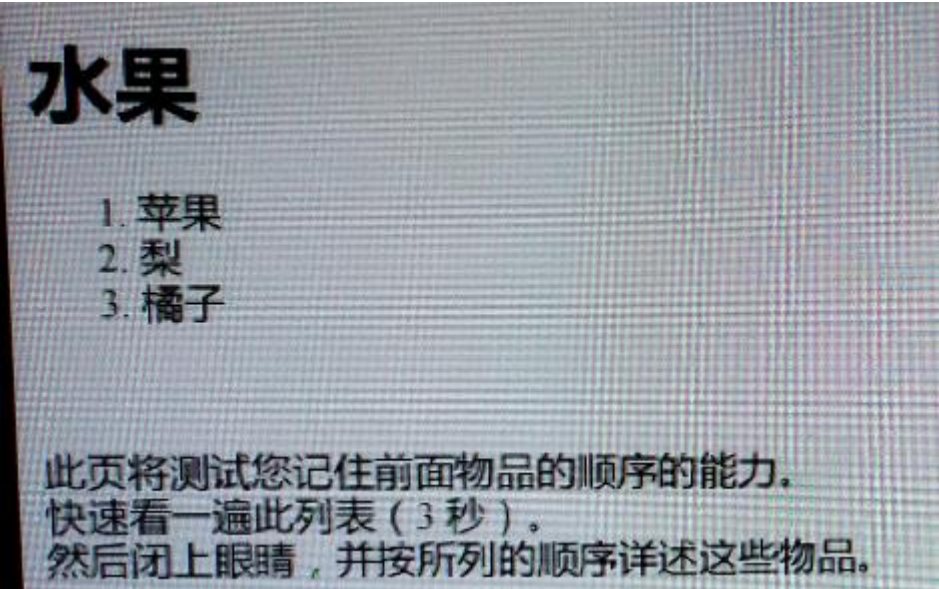 水果
1. 苹果
2. 梨
3. 橘子
此页将测试您记住前面物品的顺序的能力。
快速看一遍此列表（3 秒）。
然后闭上眼睛，并按所列的顺序详述这些物品。